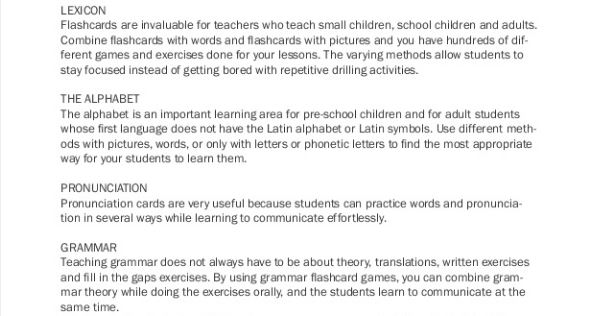 LEXICON
Flashcards are invaluable for teachers who teach small children, school children and adults.
Combine flashcards with words and flashcards with pictures and you have hundreds of dif-
ferent games and exercises done for your lessons. The varying methods allow students to
stay focused instead of getting bored with repetitive drilling activities.
THE ALPHABET
The alphabet is an important learning area for pre-school children and for adult students
whose first language does not have the Latin alphabet or Latin symbols. Use different meth-
ods with pictures, words, or only with letters or phonetic letters to find the most appropriate
way for your students to learn them.
PRONUNCIATION
Pronunciation cards are very useful because students can practice words and pronuncia-
tion in several ways while learning to communicate effortlessly.
GRAMMAR
Teaching grammar does not always have to be about theory, translations, written exercises
and fill in the gaps exercises. By using grammar flashcard games, you can combine gram-
mar theory while doing the exercises orally, and the students learn to communicate at the
same time.